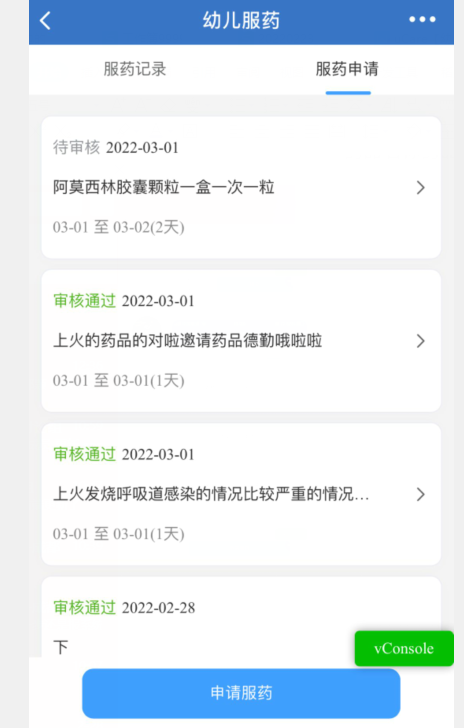 幼儿服药
服药记录 服药申请
待审核 2022-03-01
阿莫西林胶囊颗粒一盒一次一粒
03-01 至 03-02(2天)
审核通过 2022-03-01
上火的药品的对啦邀请药品德勤哦啦啦
03-01 至 03-01(1天)
审核通过 2022-03-01
上火发烧呼吸道感染的情况比较严重的情况...
03-01 至 03-01(1天)
审核通过 2022-02-28
下
vConsole
申请服药